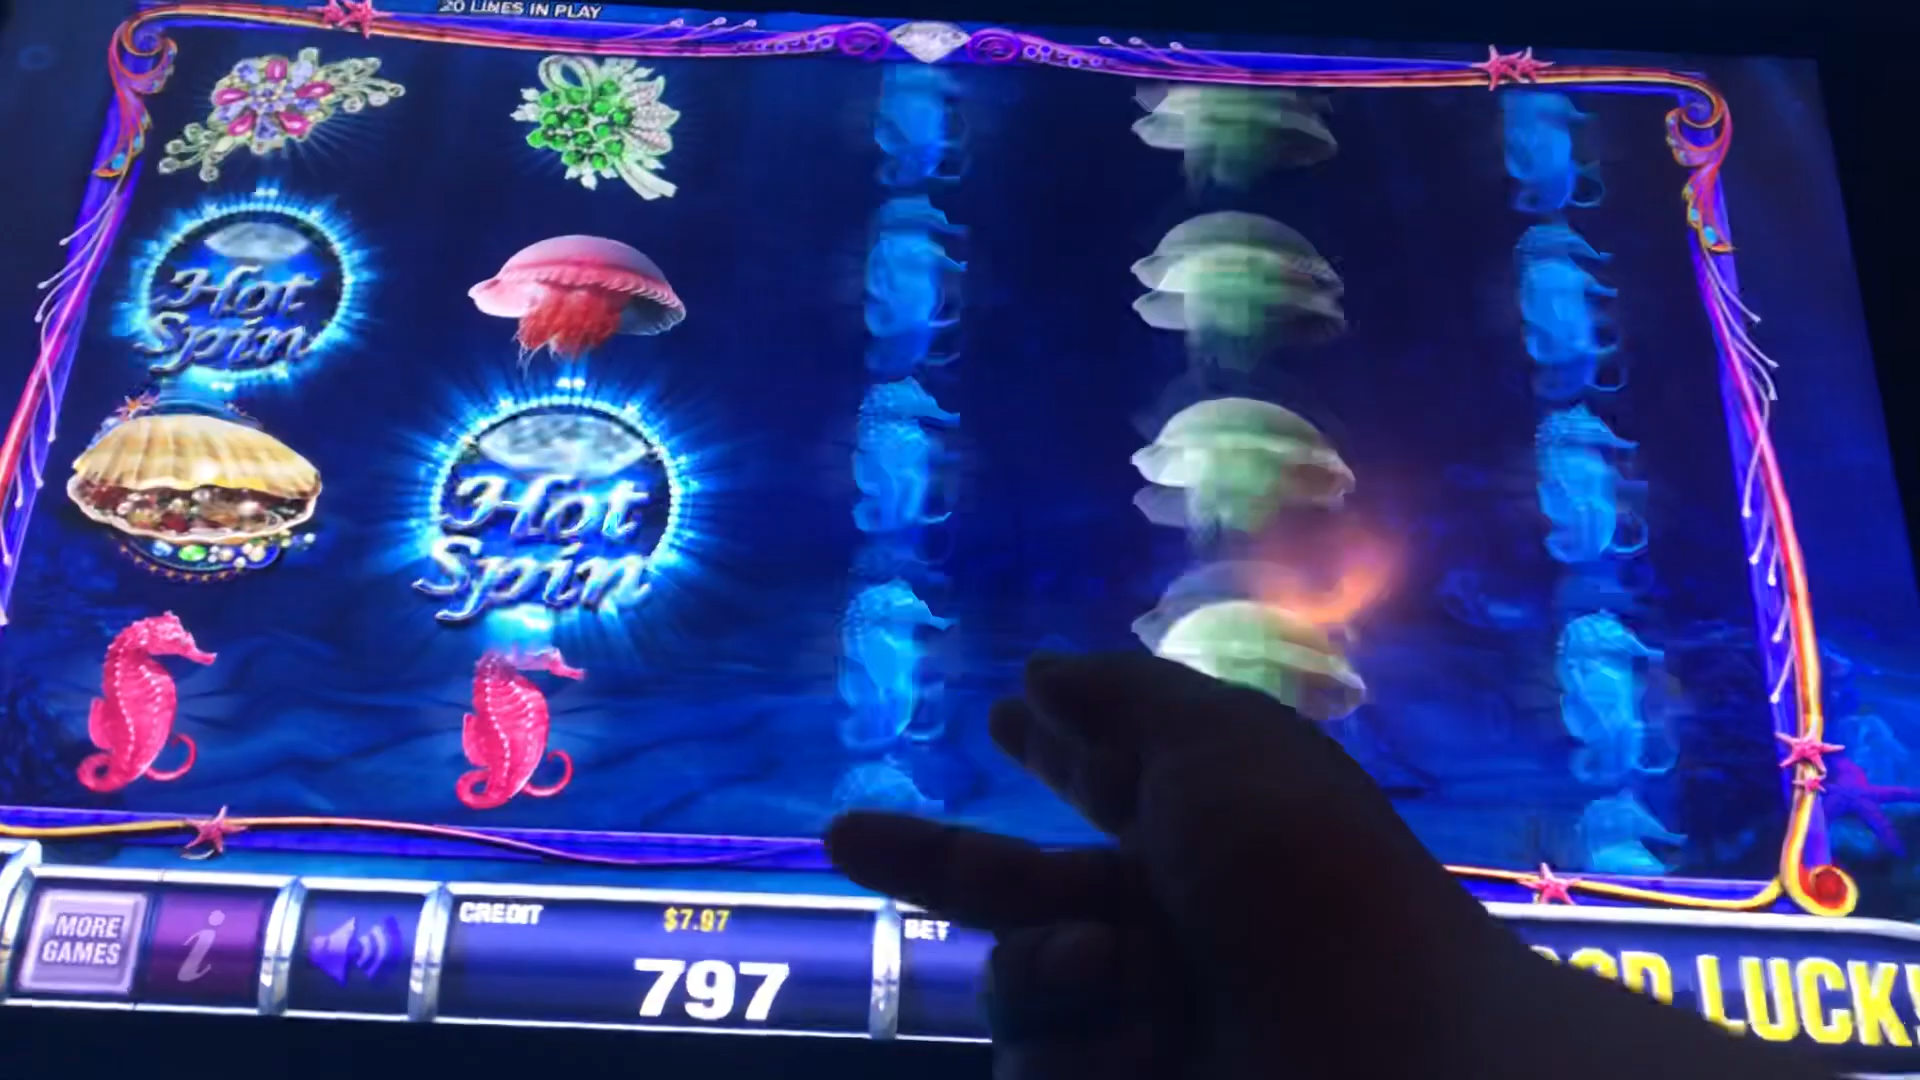 20 LINES IN PLAY
Hot
Spin
Hot
Spin
MORE
GAMES
i
CREDIT
$7.97
797
BET
LUCK!